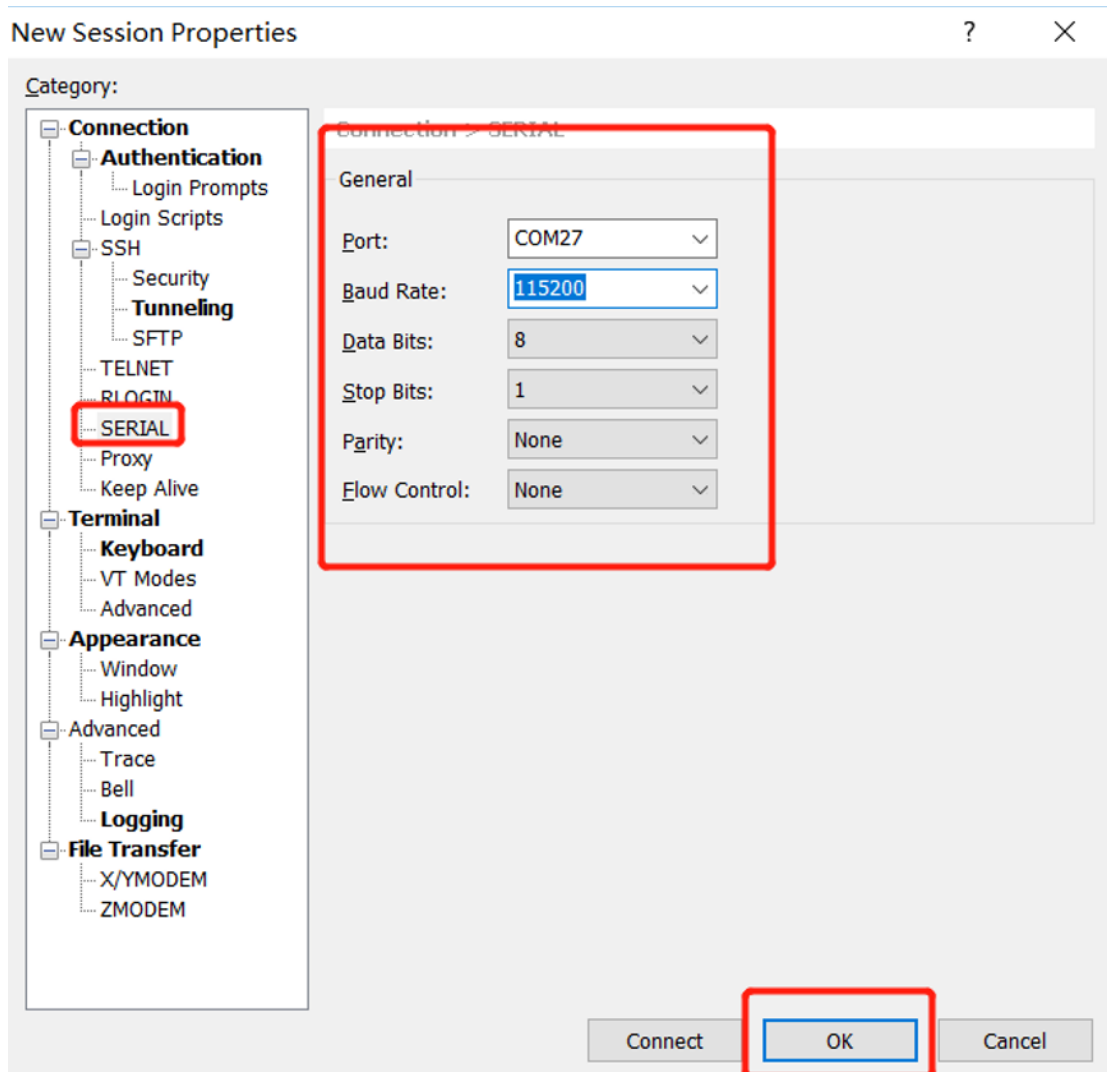 New Session Properties
?
Category:
Connection
Authentication
Login Prompts
Login Scripts
SSH
Security
Tunneling
SFTP
TELNET
RLOGIN
SERIAL
Proxy
Keep Alive
Terminal
Keyboard
VT Modes
Advanced
Appearance
Window
Highlight
Advanced
Trace
Bell
Logging
File Transfer
X/YMODEM
ZMODEM
Connection > SERIAL
General
Port: COM27
Baud Rate: 115200
Data Bits: 8
Stop Bits: 1
Parity: None
Flow Control: None
Connect OK Cancel